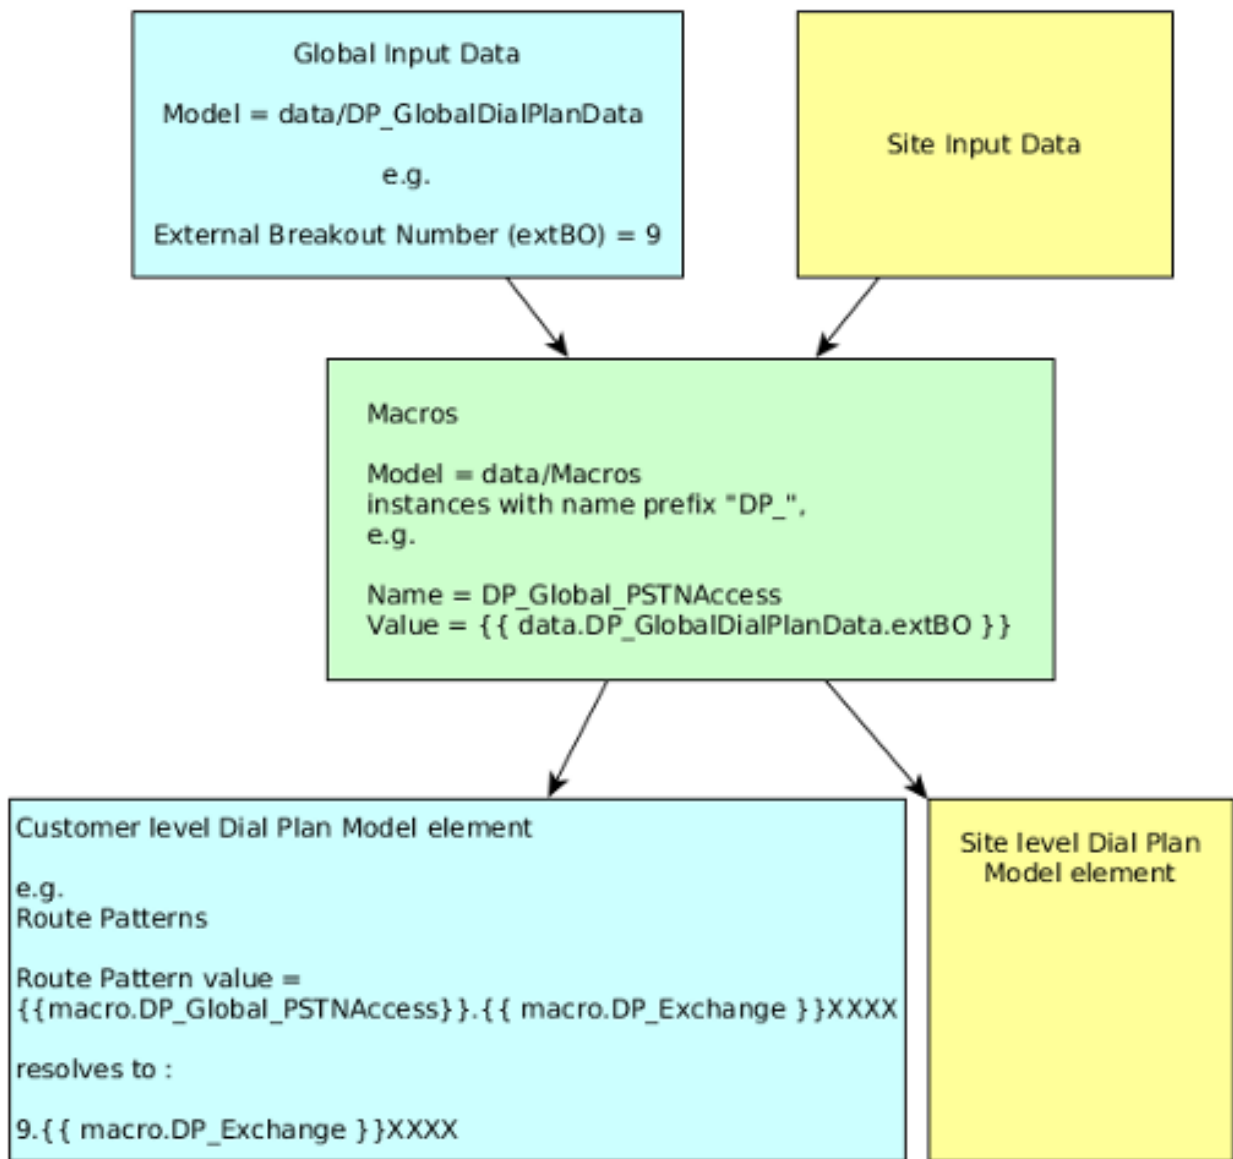 Global Input Data
Model = data/DP_GlobalDialPlanData
e.g.
External Breakout Number (extBO) = 9
Site Input Data
Macros
Model = data/Macros
instances with name prefix "DP_",
e.g.
Name = DP_Global_PSTNAccess
Value = {{ data.DP_GlobalDialPlanData.extBO }}
Customer level Dial Plan Model element
e.g.
Route Patterns
Route Pattern value =
{{macro.DP_Global_PSTNAccess}}.{{ macro.DP_Exchange }}XXXX
resolves to :
9.{{ macro.DP_Exchange }}XXXX
Site level Dial Plan
Model element